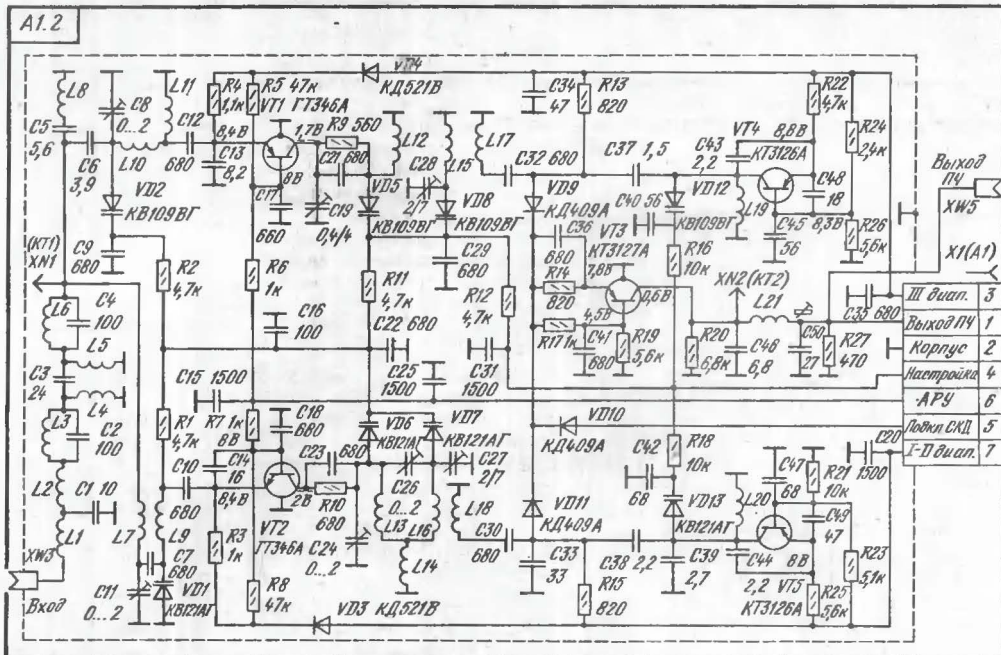 А1.2
L8
C5
5,6
C6
3,9
C8
0...2
L10
VD2
КВ109ВГ
C9
680
L11
C12
680
R4
1,1к
8,4В
C13
8,2
R5 47к
VT1 ГТ346А
1,7В
8В
C17
660
R9 560
C21 680
C19
0,4/4
VD4
КД521В
L12
C28
2/7
VD5
КВ109ВГ
L15
VD8
КВ109ВГ
C29
680
L17
C32 680
C34
47
R13
820
C37 1,5
VD9
КД409А
C36
680
VT3
КТ3127А
7,8В
C40 56
VD12
КВ109ВГ
C43
2,2
VT4
8,8В
КТ3126А
L19
C45
56
R22
4,7к
R24
2,4к
C48
18
8,3В
R26
5,6к
Выход
ПЧ
XW5
X1(А1)
(КТ1)
XN1
R2
4,7к
R6
1к
C16
100
R11
4,7к
C22 680
R12
4,7к
R14
820
4,5В
0,6В
R17 1к
C41
680
R19
5,6к
R16
10к
R20
6,8к
XN2(КТ2)
C48
6,8
L21
C50
27
C35 680
R27
470
III диап. 3
Выход ПЧ 1
Корпус 2
Настройка 4
АРУ 6
Подкл СКД 5
I-D диап. 7
C4
100
L6
L5
C3
24
L4
L3
C2
100
L2
C1 10
L1
XW3
Вход
C11
0...2
L7
C7
680
L9
VD1
КВ121АГ
C15 1500
R1
4,7к
C10
680
R7 1к
8В
C14
16
8,4В
R3
1к
C18
680
VT2
ГТ346А
2В
R8
47к
C23
680
R10
680
C24
0...2
VD3
КД521В
C25
1500
C31
1500
VD6
КВ121АГ
VD7
КВ121АГ
C26
0...2
C27
2/7
L13
L16
L14
L18
C30
680
VD10
КД409А
VD11
КД409А
C33
33
C38 2,2
R15
820
C42
68
R18
10к
VD13
КВ121АГ
C39
2,7
L20
C44
2,2
VT5
КТ3126А
8В
C47
68
R21
10к
C49
47
R23
5,1к
R25
5,6к
C20
1500